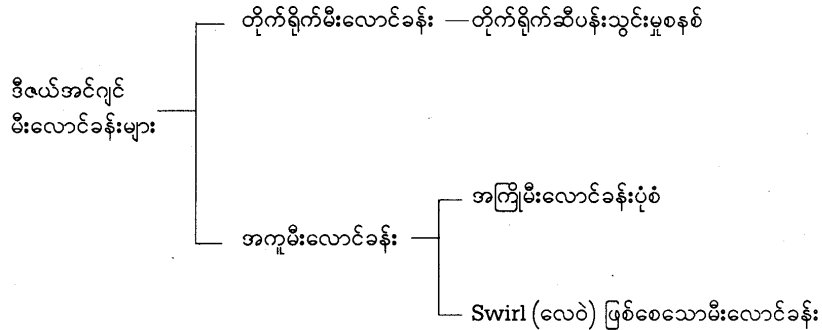 တိုက်ရိုက်မီးလောင်ခန်း — တိုက်ရိုက်ဆီပန်းသွင်းမှုစနစ်
ဒီဇယ်အင်ဂျင်
မီးလောင်ခန်းများ
အကြိုမီးလောင်ခန်းပုံစံ
အကူမီးလောင်ခန်း
Swirl (လေဝဲ) ဖြစ်စေသောမီးလောင်ခန်း